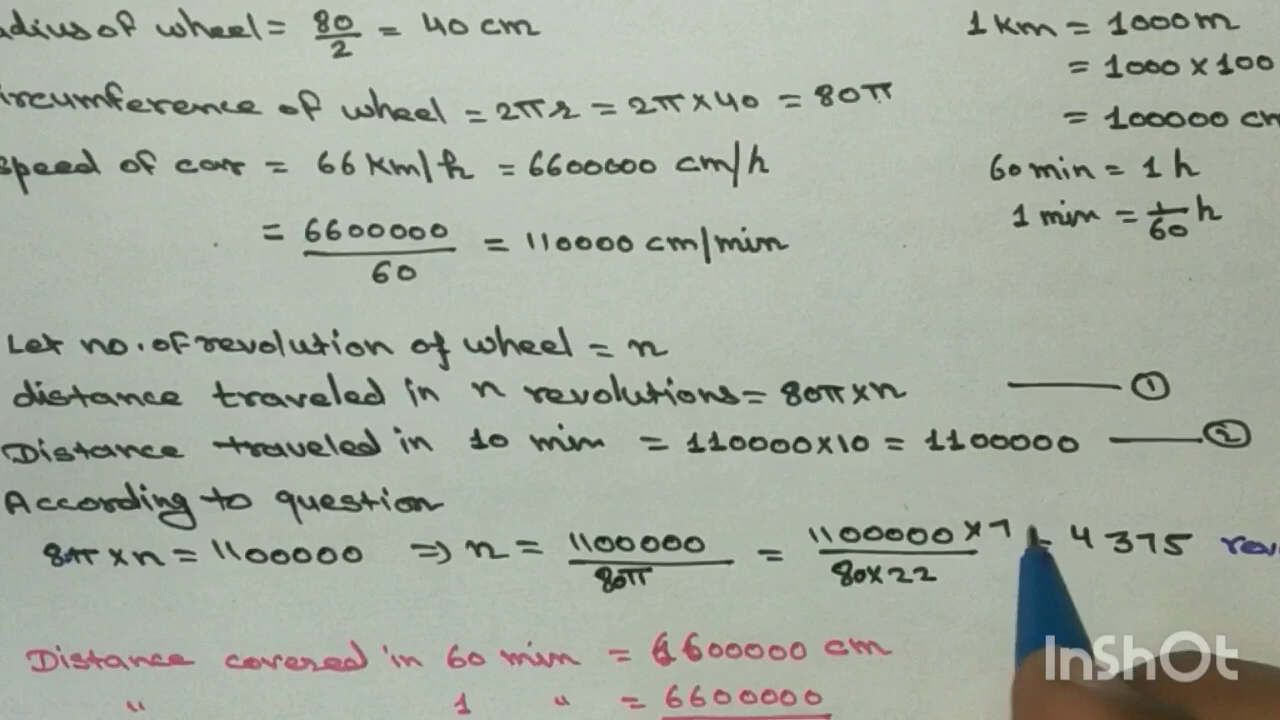 adius of wheel = 80/2 = 40 cm
ircumference of wheel = 2πr = 2π×40 = 80π
speed of car = 66 km/h = 6600000 cm/h
= 6600000/60 = 110000 cm/min
1 km = 1000m
= 1000 × 100
= 100000 cm
60 min = 1 h
1 min = 1/60 h
Let no. of revolution of wheel = n
distance traveled in n revolutions = 80π×n ——— ①
Distance traveled in 10 min = 110000×10 = 1100000 ——— ②
According to question
80π × n = 1100000 ⇒ n = 1100000/80π = 1100000 × 7/80×22 = 4375 rev
Distance covered in 60 min = 6600000 cm
" 1 " = 6600000
InShOt